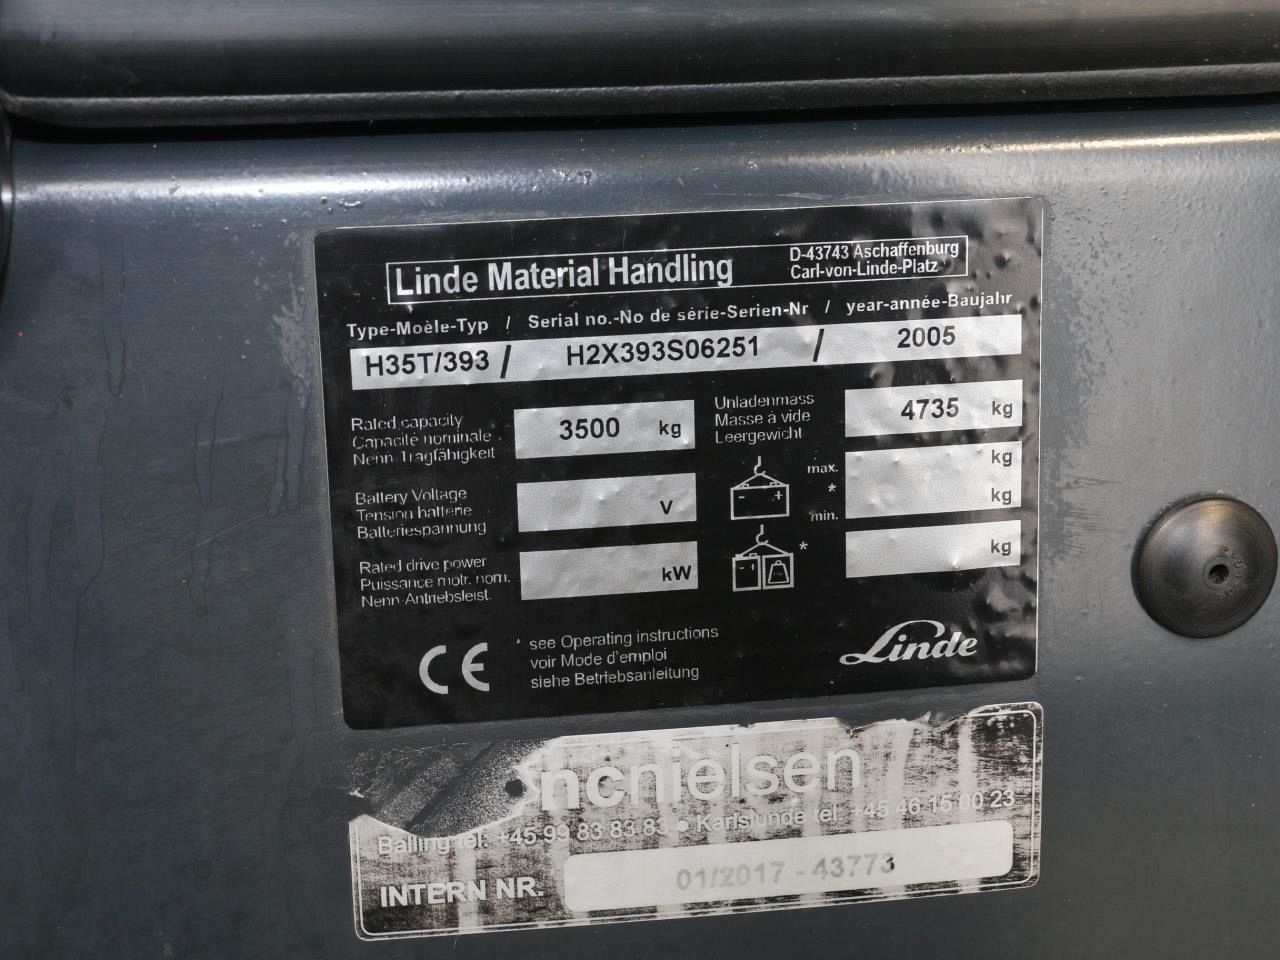 Linde Material Handling
D-43743 Aschaffenburg
Carl-von-Linde-Platz
Type-Moèle-Typ / Serial no.-No de série-Serien-Nr / year-année-Baujahr
H35T/393 / H2X393S06251 / 2005
Rated capacity
Capacité nominale
Nenn-Tragfähigkeit
3500 kg
Unladenmass
Masse à vide
Leergewicht
4735 kg
Battery Voltage
Tension batterie
Batteriespannung
V
max.
*
min.
kg
kg
- +
Rated drive power
Puissance motr. nom.
Nenn-Antriebsleist.
kW
*
kg
CE
* see Operating instructions
voir Mode d'emploi
siehe Betriebsanleitung
Linde
ncnielsen
Balling tel. +45 99 83 83 83 • Karlslunde tel. +45 46 15 00 23
INTERN NR. 01/2017 - 43773